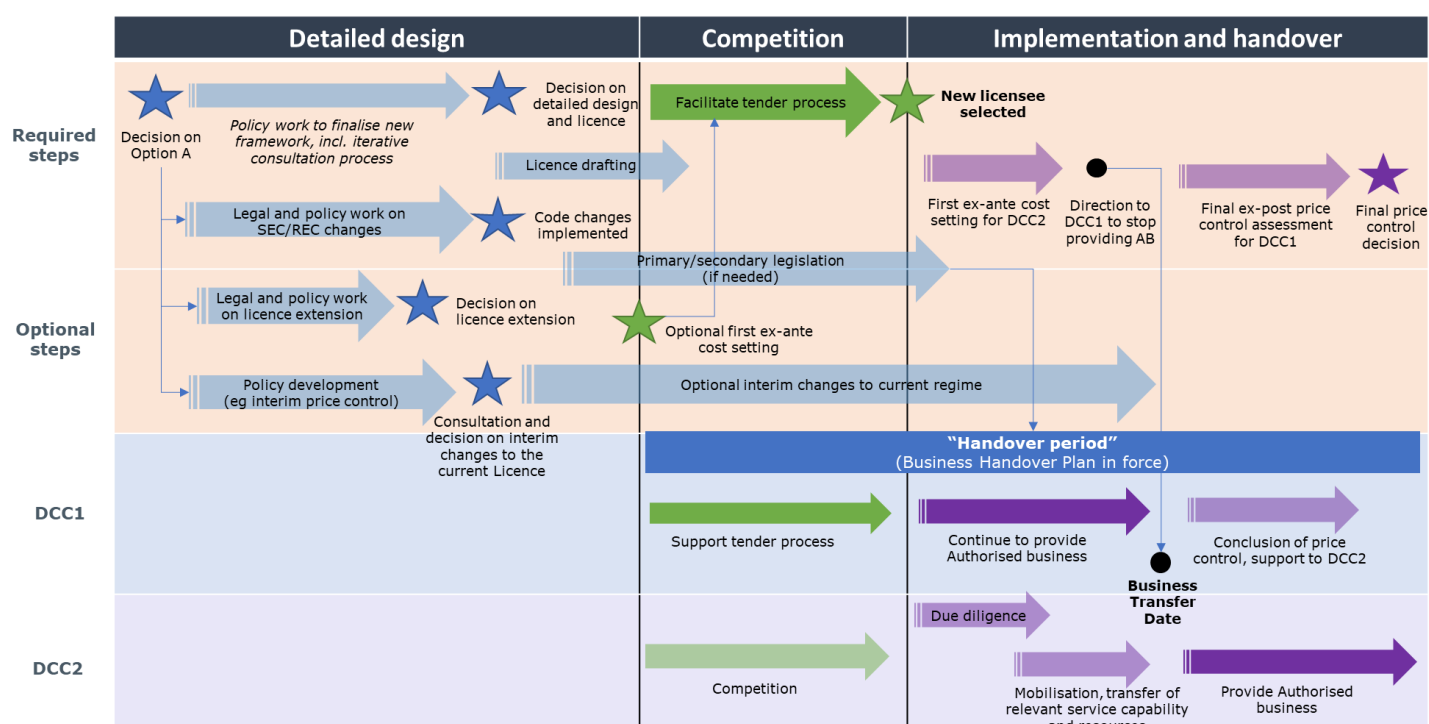 Detailed design
Competition
Implementation and handover
Required
steps
Decision on
Option A
Policy work to finalise new
framework, incl. iterative
consultation process
Decision on
detailed design
and licence
Facilitate tender process
New licensee
selected
Licence drafting
First ex-ante cost
setting for DCC2
Direction to
DCC1 to stop
providing AB
Final ex-post price
control assessment
for DCC1
Final price
control
decision
Legal and policy work on
SEC/REC changes
Code changes
implemented
Primary/secondary legislation
(if needed)
Optional
steps
Legal and policy work
on licence extension
Decision on
licence extension
Optional first ex-ante
cost setting
Policy development
(eg interim price control)
Consultation and
decision on interim
changes to the
current Licence
Optional interim changes to current regime
“Handover period”
(Business Handover Plan in force)
DCC1
Support tender process
Continue to provide
Authorised business
Conclusion of price
control, support to DCC2
Business
Transfer
Date
DCC2
Competition
Due diligence
Mobilisation, transfer of
relevant service capability
and resources
Provide Authorised
business